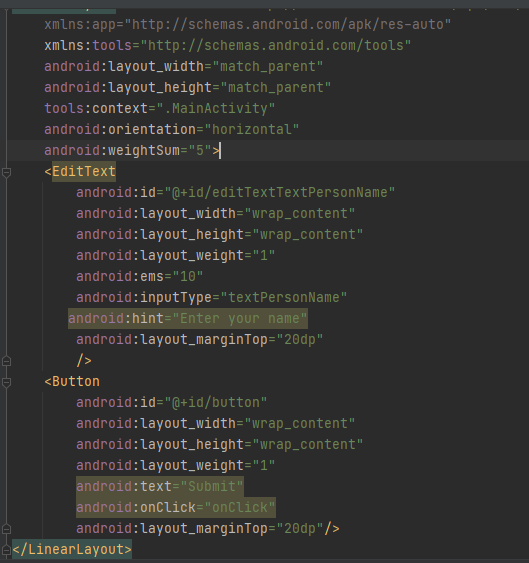 xmlns:app="http://schemas.android.com/apk/res-auto"
xmlns:tools="http://schemas.android.com/tools"
android:layout_width="match_parent"
android:layout_height="match_parent"
tools:context=".MainActivity"
android:orientation="horizontal"
android:weightSum="5">
<EditText
android:id="@+id/editTextTextPersonName"
android:layout_width="wrap_content"
android:layout_height="wrap_content"
android:layout_weight="1"
android:ems="10"
android:inputType="textPersonName"
android:hint="Enter your name"
android:layout_marginTop="20dp"
/>
<Button
android:id="@+id/button"
android:layout_width="wrap_content"
android:layout_height="wrap_content"
android:layout_weight="1"
android:text="Submit"
android:onClick="onClick"
android:layout_marginTop="20dp"/>
</LinearLayout>